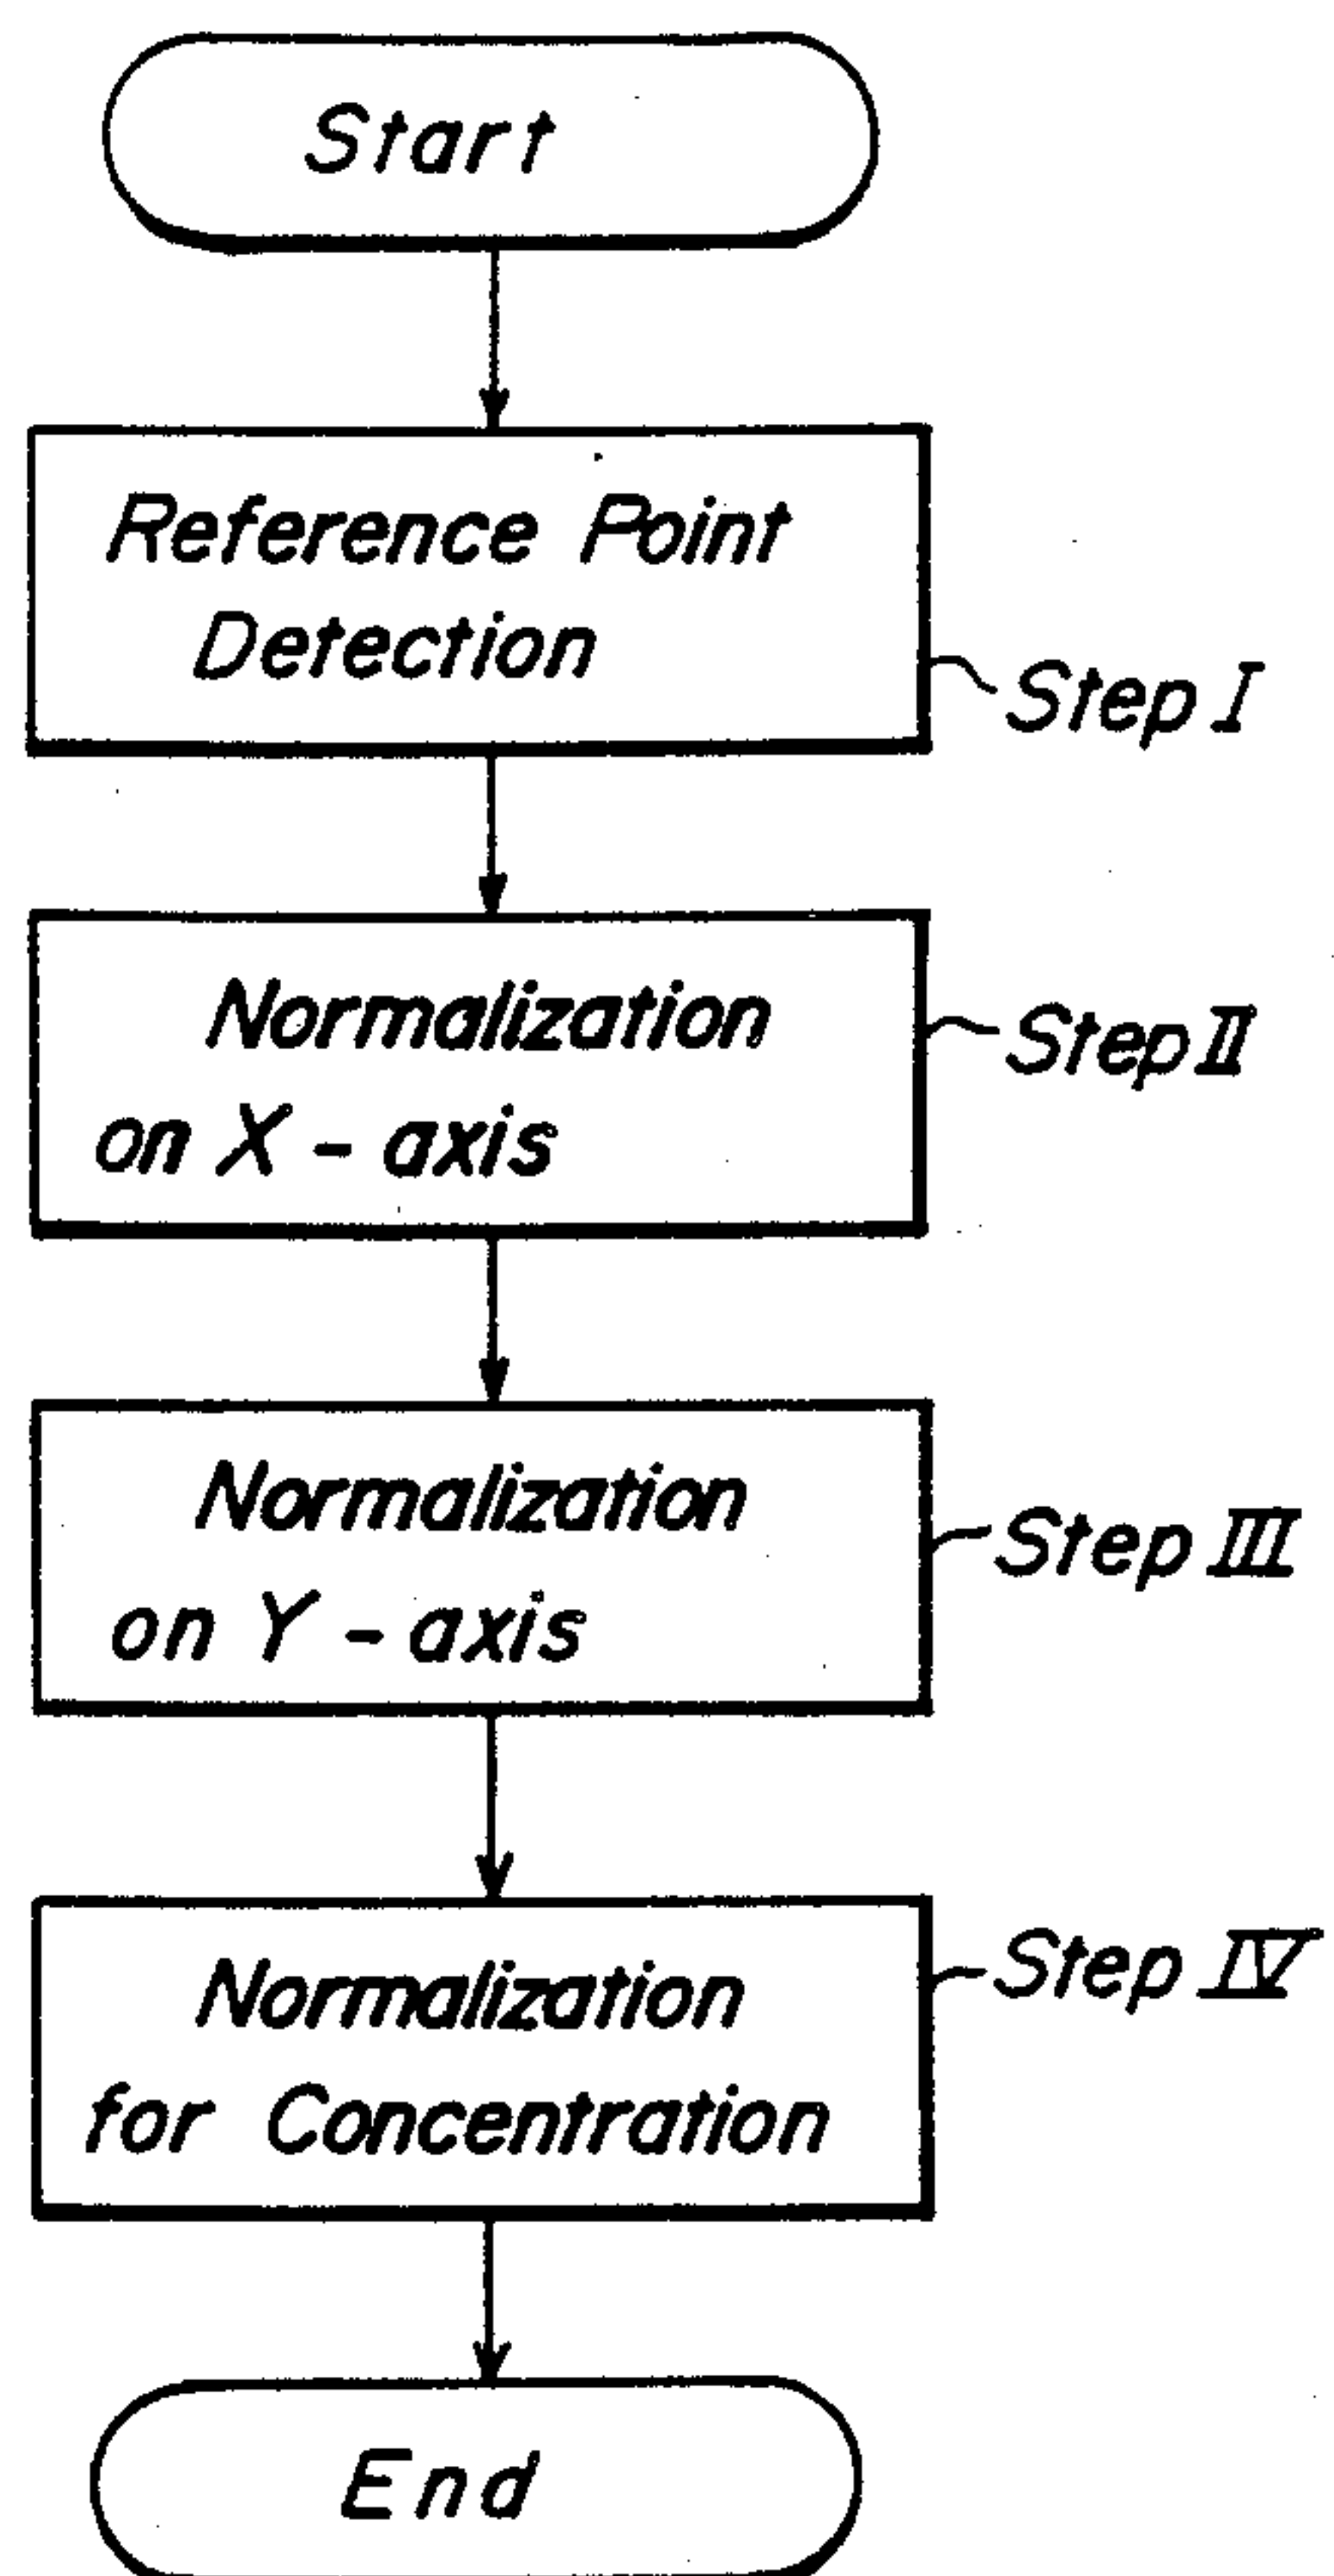 Start
Reference Point
Detection
Step I
Normalization
on X - axis
Step II
Normalization
on Y - axis
Step III
Normalization
for Concentration
Step IV
End